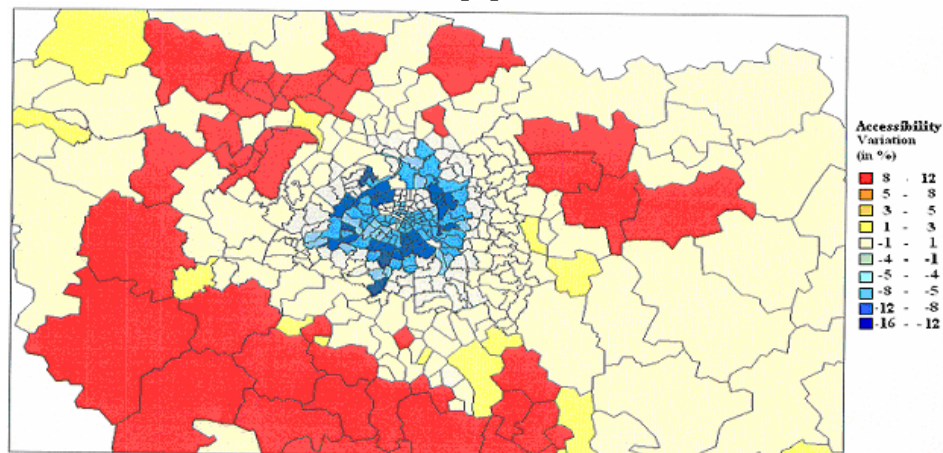 Accessibility
Variation
(in %)
8 - 12
5 - 8
3 - 5
1 - 3
-1 - 1
-4 - -1
-5 - -4
-8 - -5
-12 - -8
-16 - -12